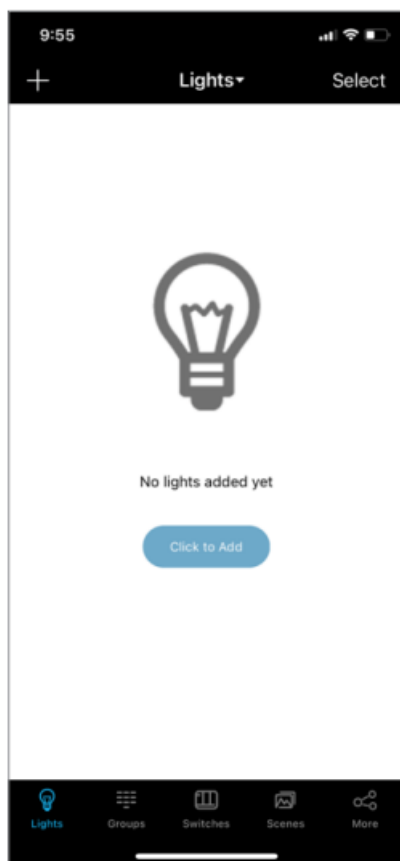 9:55
Lights
Select
No lights added yet
Click to Add
Lights Groups Switches Scenes More